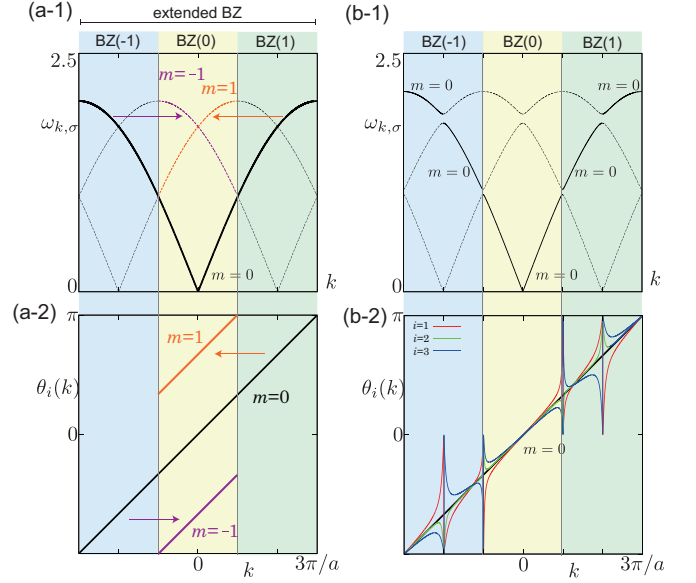 (a-1)
extended BZ
BZ(-1) BZ(0) BZ(1)
2.5
m=-1
m=1
ω_{k,σ}
m = 0
0
k
(a-2)
π
m=1
θ_i(k)
m=0
0
m=-1
0
k
3π/a
(b-1)
BZ(-1) BZ(0) BZ(1)
2.5
m = 0
m = 0
ω_{k,σ}
m = 0
m = 0
m = 0
0
k
(b-2)
π
i=1
i=2
i=3
θ_i(k)
0
m = 0
0
k
3π/a